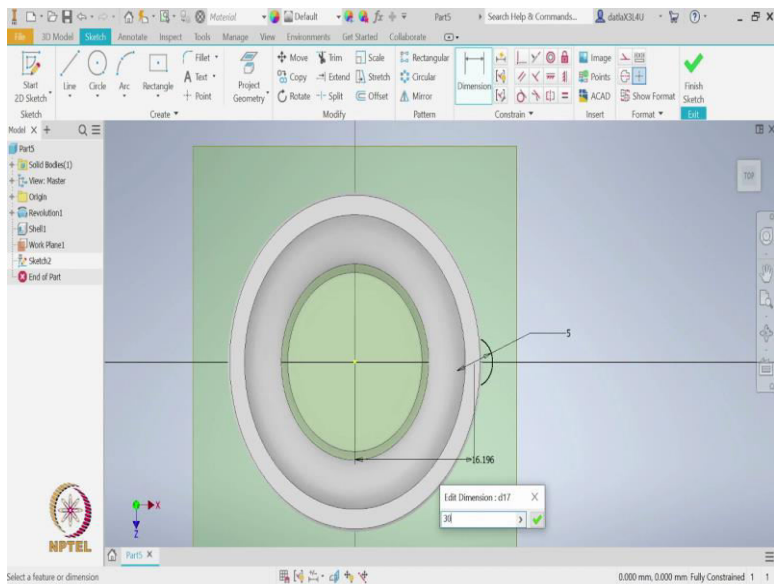 Material
Default
Part5
Search Help & Commands...
datlaX3L4U
File 3D Model Sketch Annotate Inspect Tools Manage View Environments Get Started Collaborate
Start
2D Sketch
Line
Circle
Arc
Rectangle
Fillet
Text
Point
Project
Geometry
Move
Trim
Scale
Copy
Extend
Stretch
Rotate
Split
Offset
Rectangular
Circular
Mirror
Dimension
Image
Points
ACAD
Show Format
Finish
Sketch
Sketch
Create
Modify
Pattern
Constrain
Insert
Format
Exit
Model X +
Part5
Solid Bodies(1)
View: Master
Origin
Revolution1
Shell1
Work Plane1
Sketch2
End of Part
TOP
5
16.196
Edit Dimension : d17 X
30
X
Z
NPTEL
Part5 X
Select a feature or dimension
0.000 mm, 0.000 mm Fully Constrained 1 1